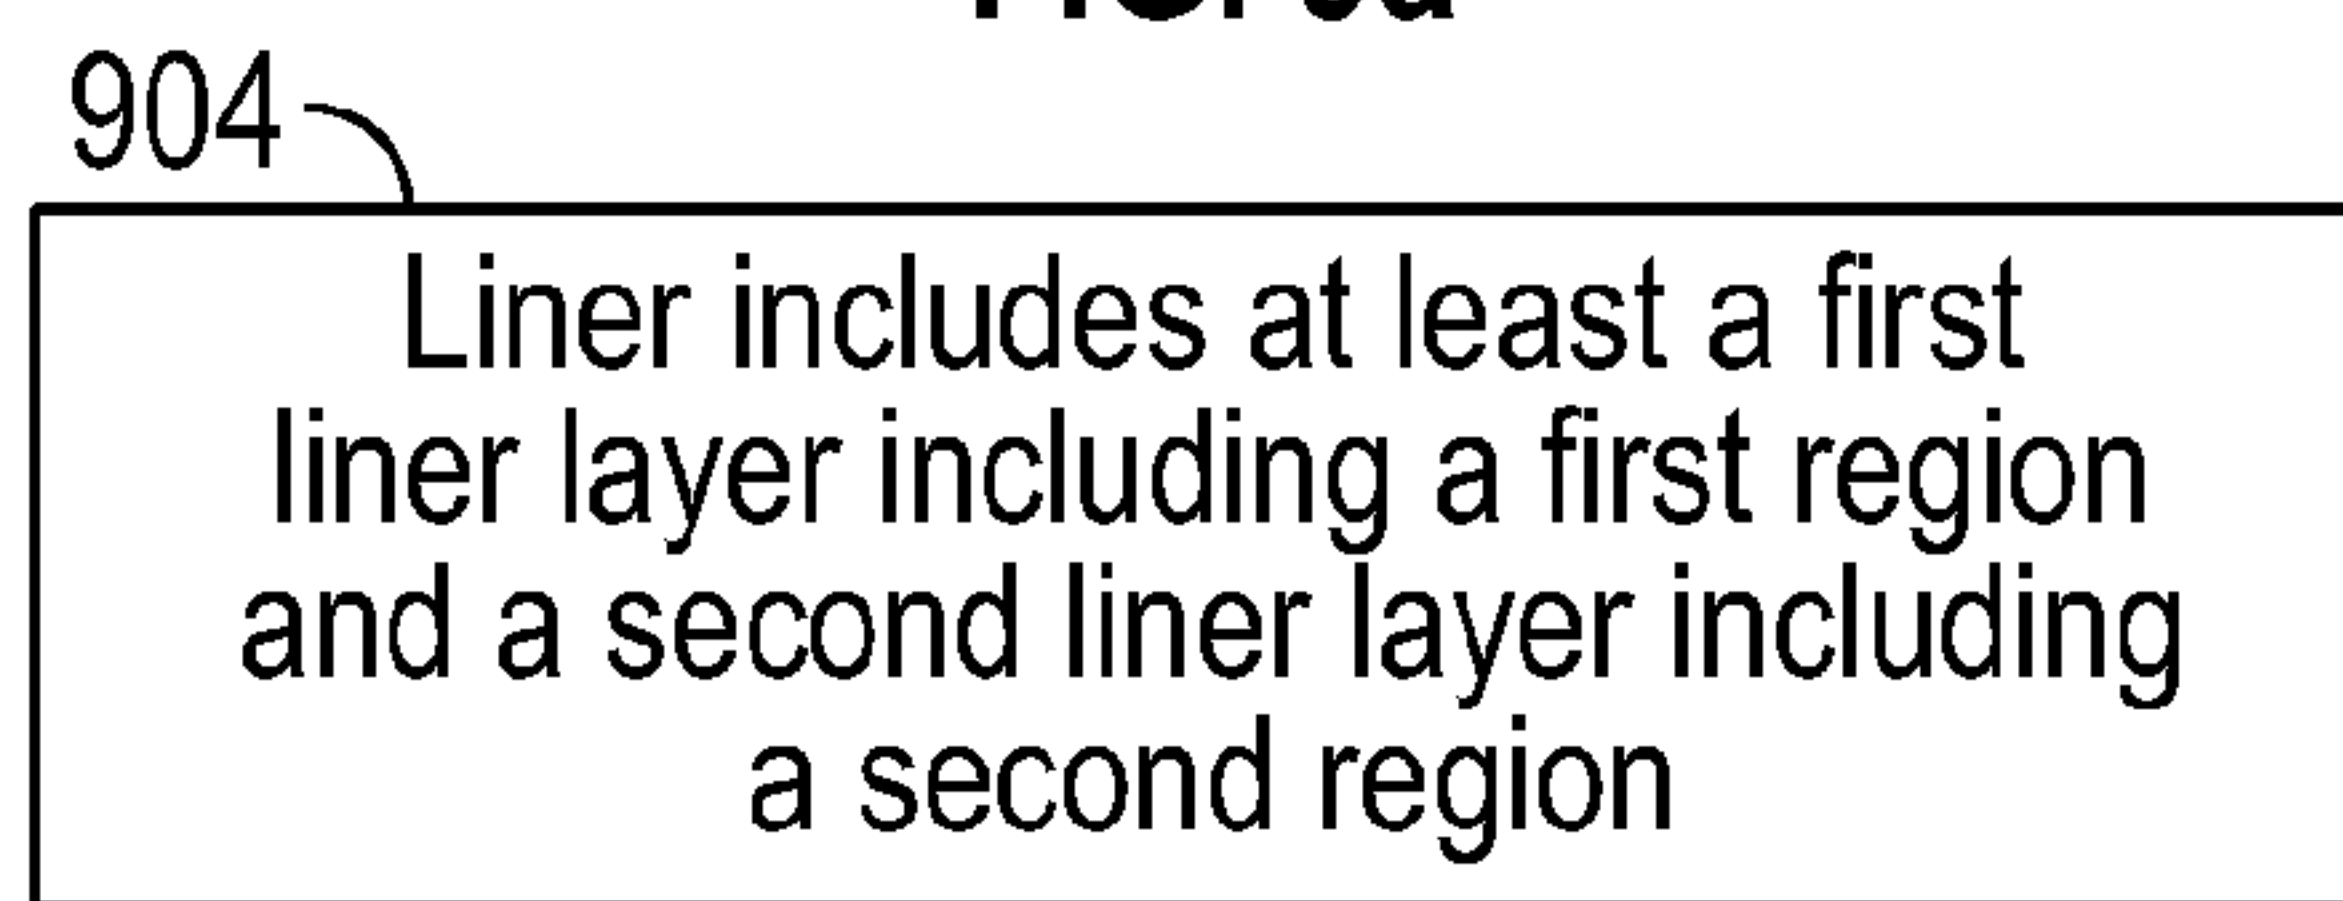 904
Liner includes at least a first
liner layer including a first region
and a second liner layer including
a second region